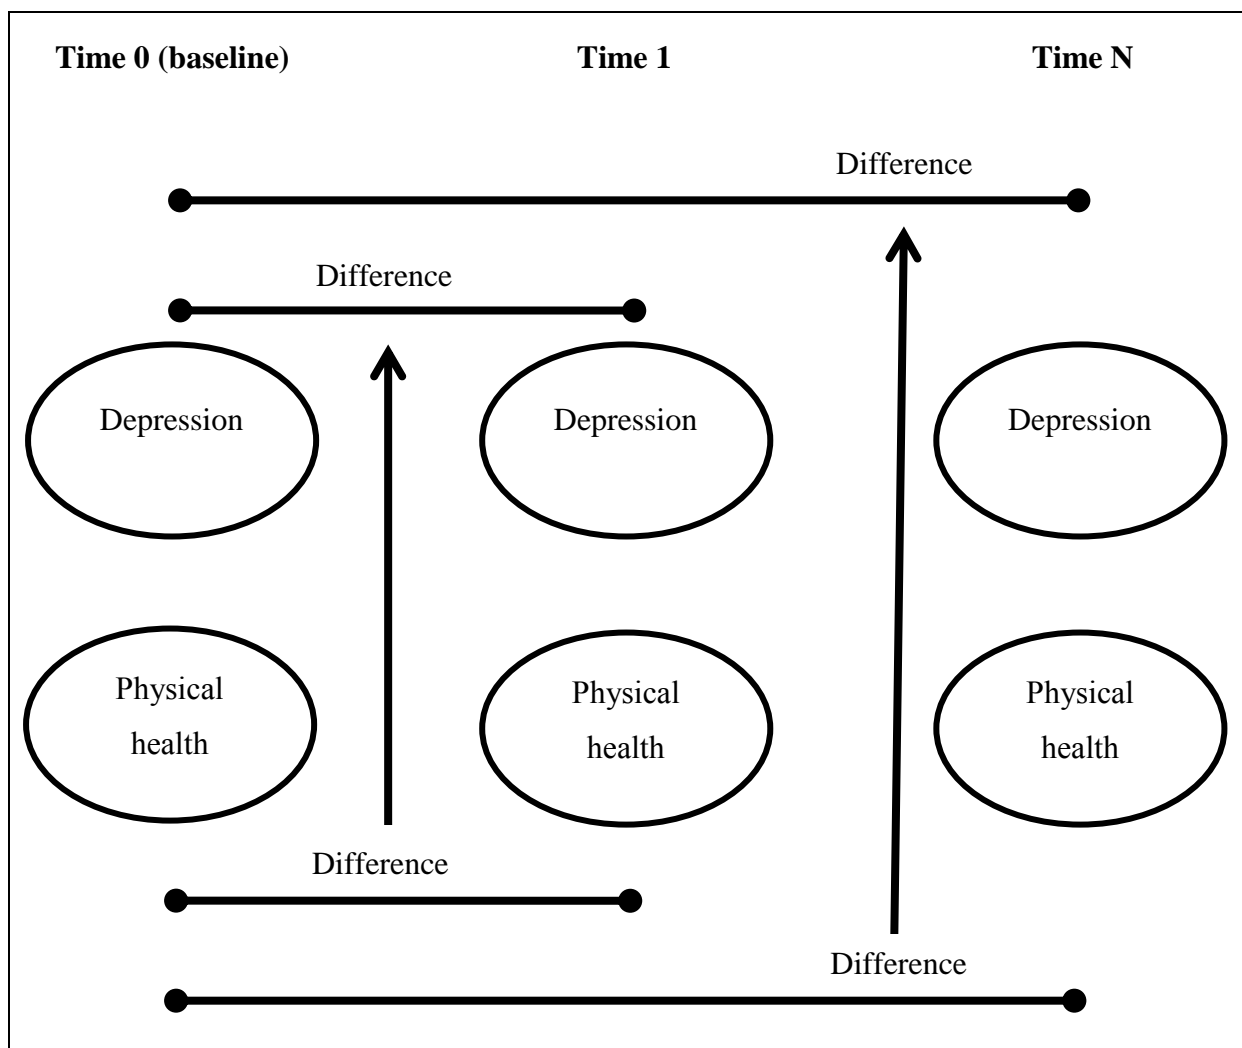 Time 0 (baseline) Time 1 Time N
Difference
Difference
Depression Depression Depression
Physical Physical Physical
health health health
Difference
Difference